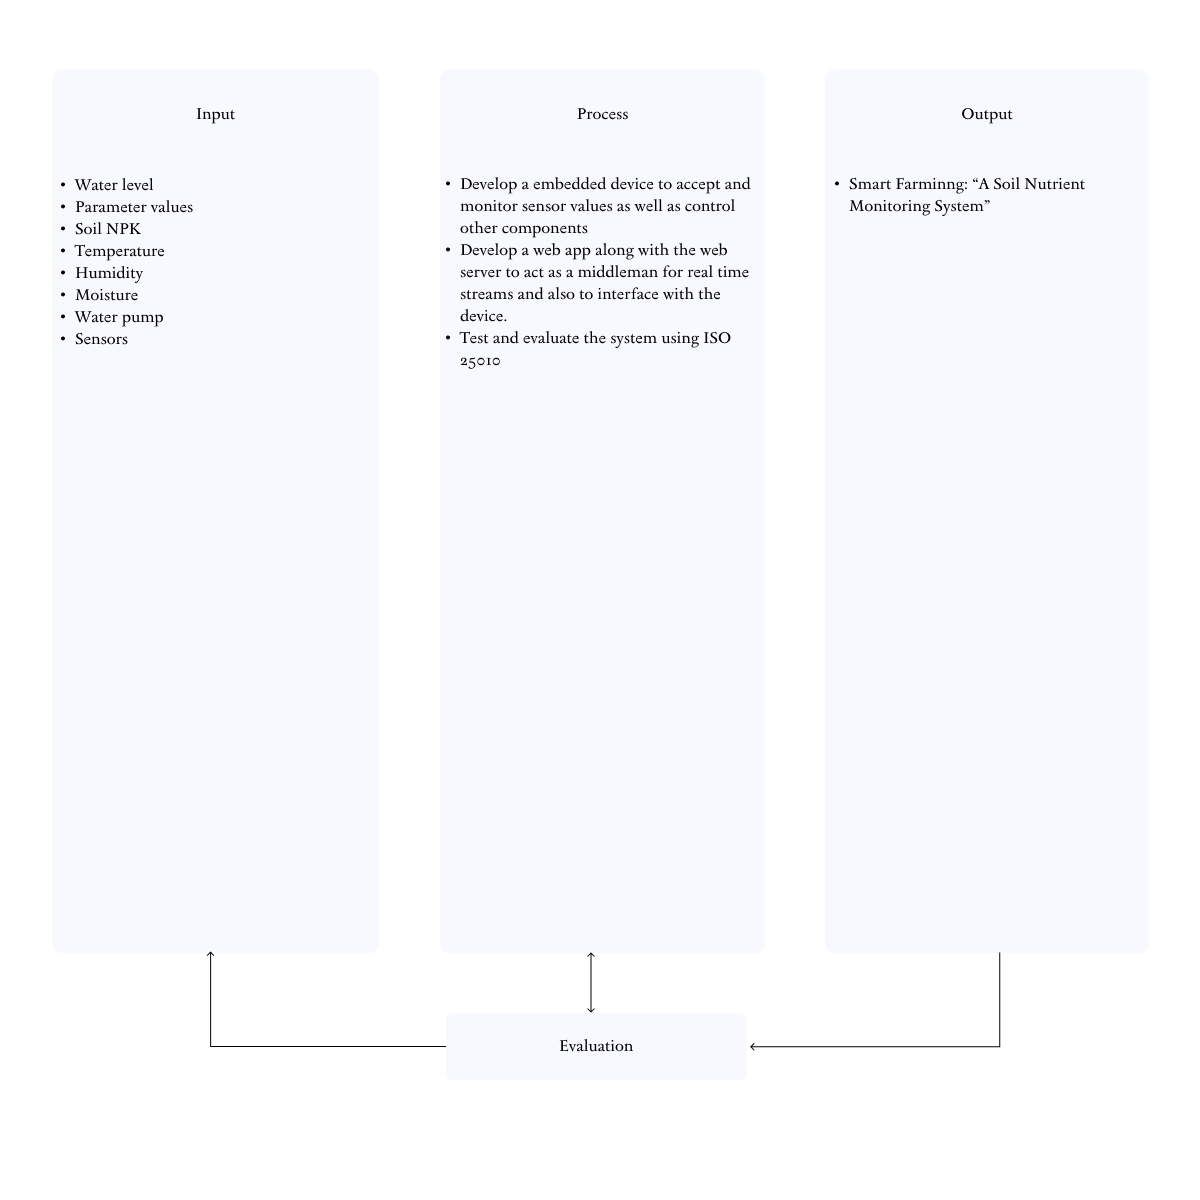 Input
• Water level
• Parameter values
• Soil NPK
• Temperature
• Humidity
• Moisture
• Water pump
• Sensors
Process
• Develop a embedded device to accept and
monitor sensor values as well as control
other components
• Develop a web app along with the web
server to act as a middleman for real time
streams and also to interface with the
device.
• Test and evaluate the system using ISO
25010
Output
• Smart Farminng: “A Soil Nutrient
Monitoring System”
Evaluation